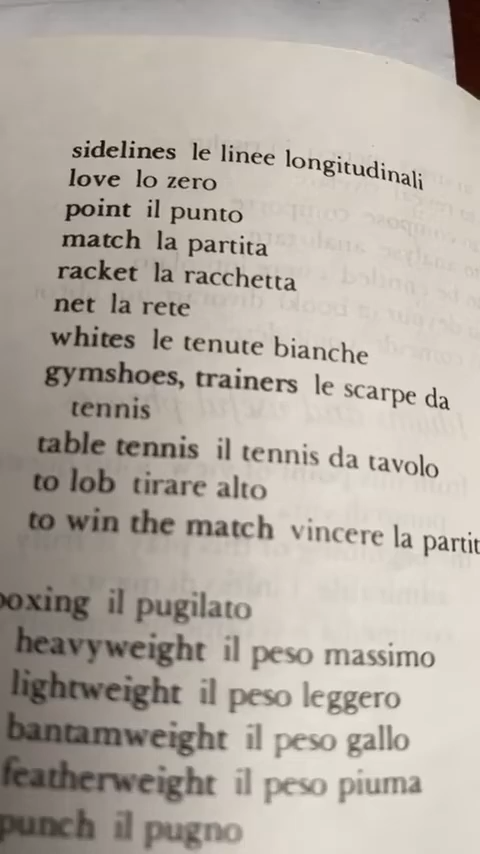 sidelines le linee longitudinali
love lo zero
point il punto
match la partita
racket la racchetta
net la rete
whites le tenute bianche
gymshoes, trainers le scarpe da
tennis
table tennis il tennis da tavolo
to lob tirare alto
to win the match vincere la partit
oxing il pugilato
heavyweight il peso massimo
lightweight il peso leggero
bantamweight il peso gallo
featherweight il peso piuma
punch il pugno